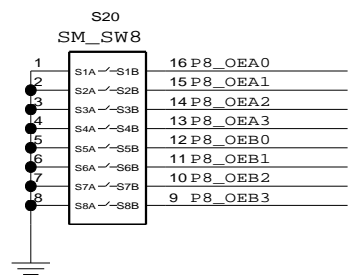 S20
SM_SW8
1 S1A S1B 16 P8_OEA0
2 S2A S2B 15 P8_OEA1
3 S3A S3B 14 P8_OEA2
4 S4A S4B 13 P8_OEA3
5 S5A S5B 12 P8_OEB0
6 S6A S6B 11 P8_OEB1
7 S7A S7B 10 P8_OEB2
8 S8A S8B 9 P8_OEB3